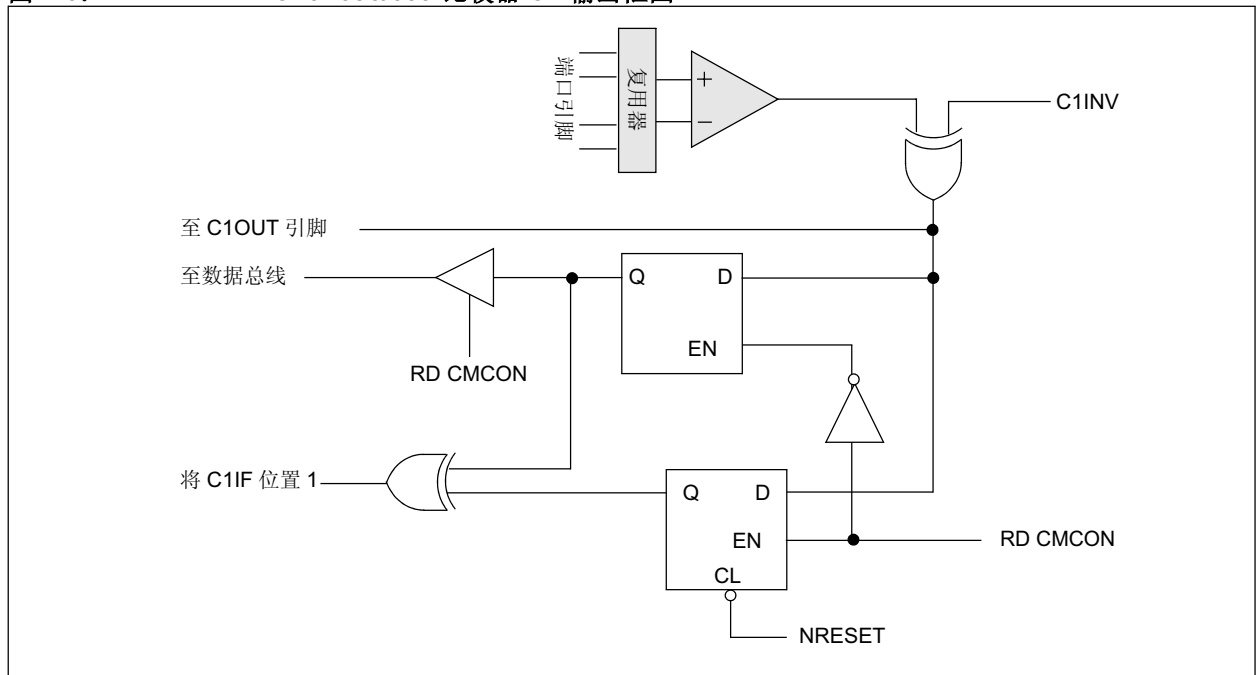 端口引脚
复用器
+
−
C1INV
至 C1OUT 引脚
至数据总线
Q
D
EN
RD CMCON
将 C1IF 位置 1
Q
D
EN
RD CMCON
CL
NRESET